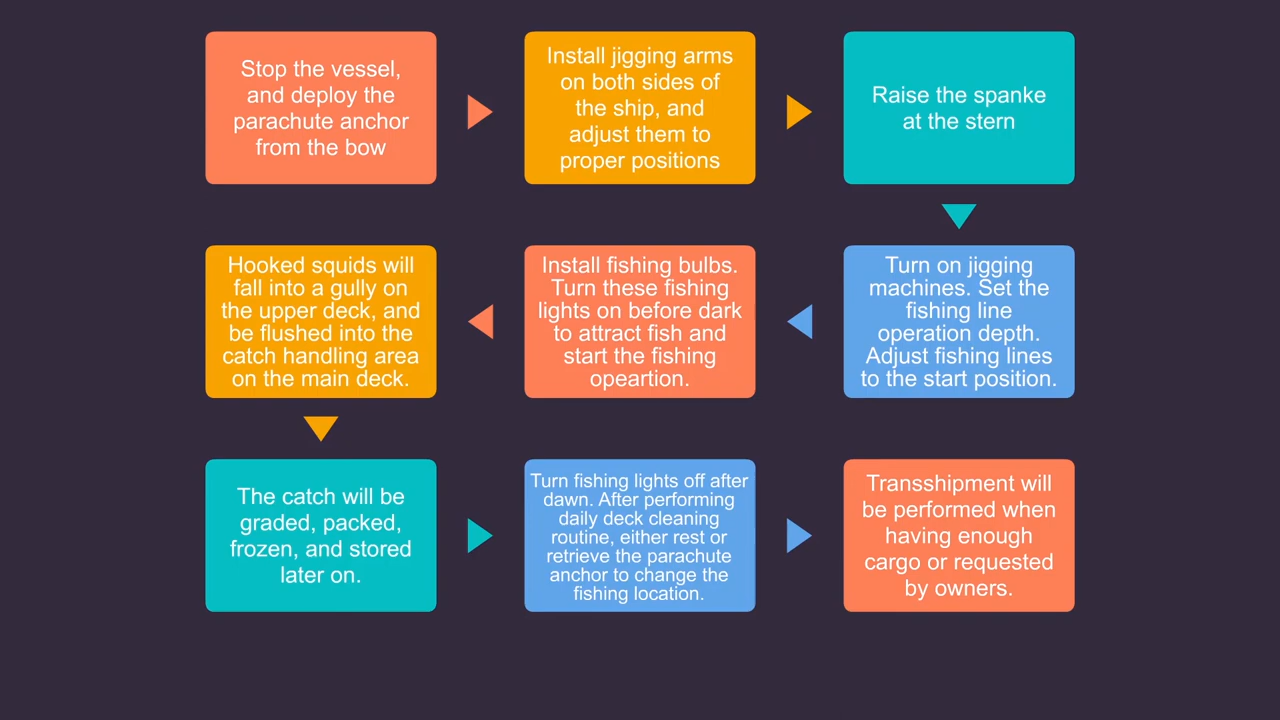 Stop the vessel,
and deploy the
parachute anchor
from the bow
Install jigging arms
on both sides of
the ship, and
adjust them to
proper positions
Raise the spanke
at the stern
Turn on jigging
machines. Set the
fishing line
operation depth.
Adjust fishing lines
to the start position.
Install fishing bulbs.
Turn these fishing
lights on before dark
to attract fish and
start the fishing
opeartion.
Hooked squids will
fall into a gully on
the upper deck, and
be flushed into the
catch handling area
on the main deck.
The catch will be
graded, packed,
frozen, and stored
later on.
Turn fishing lights off after
dawn. After performing
daily deck cleaning
routine, either rest or
retrieve the parachute
anchor to change the
fishing location.
Transshipment will
be performed when
having enough
cargo or requested
by owners.